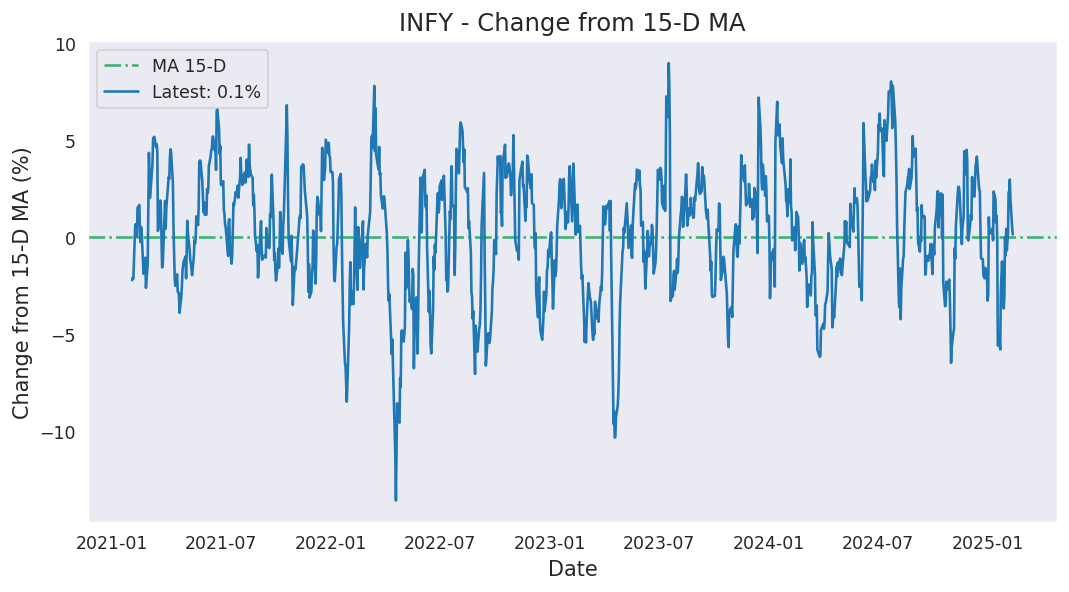 INFY - Change from 15-D MA
MA 15-D
Latest: 0.1%
Change from 15-D MA (%)
10
5
0
−5
−10
2021-01 2021-07 2022-01 2022-07 2023-01 2023-07 2024-01 2024-07 2025-01
Date